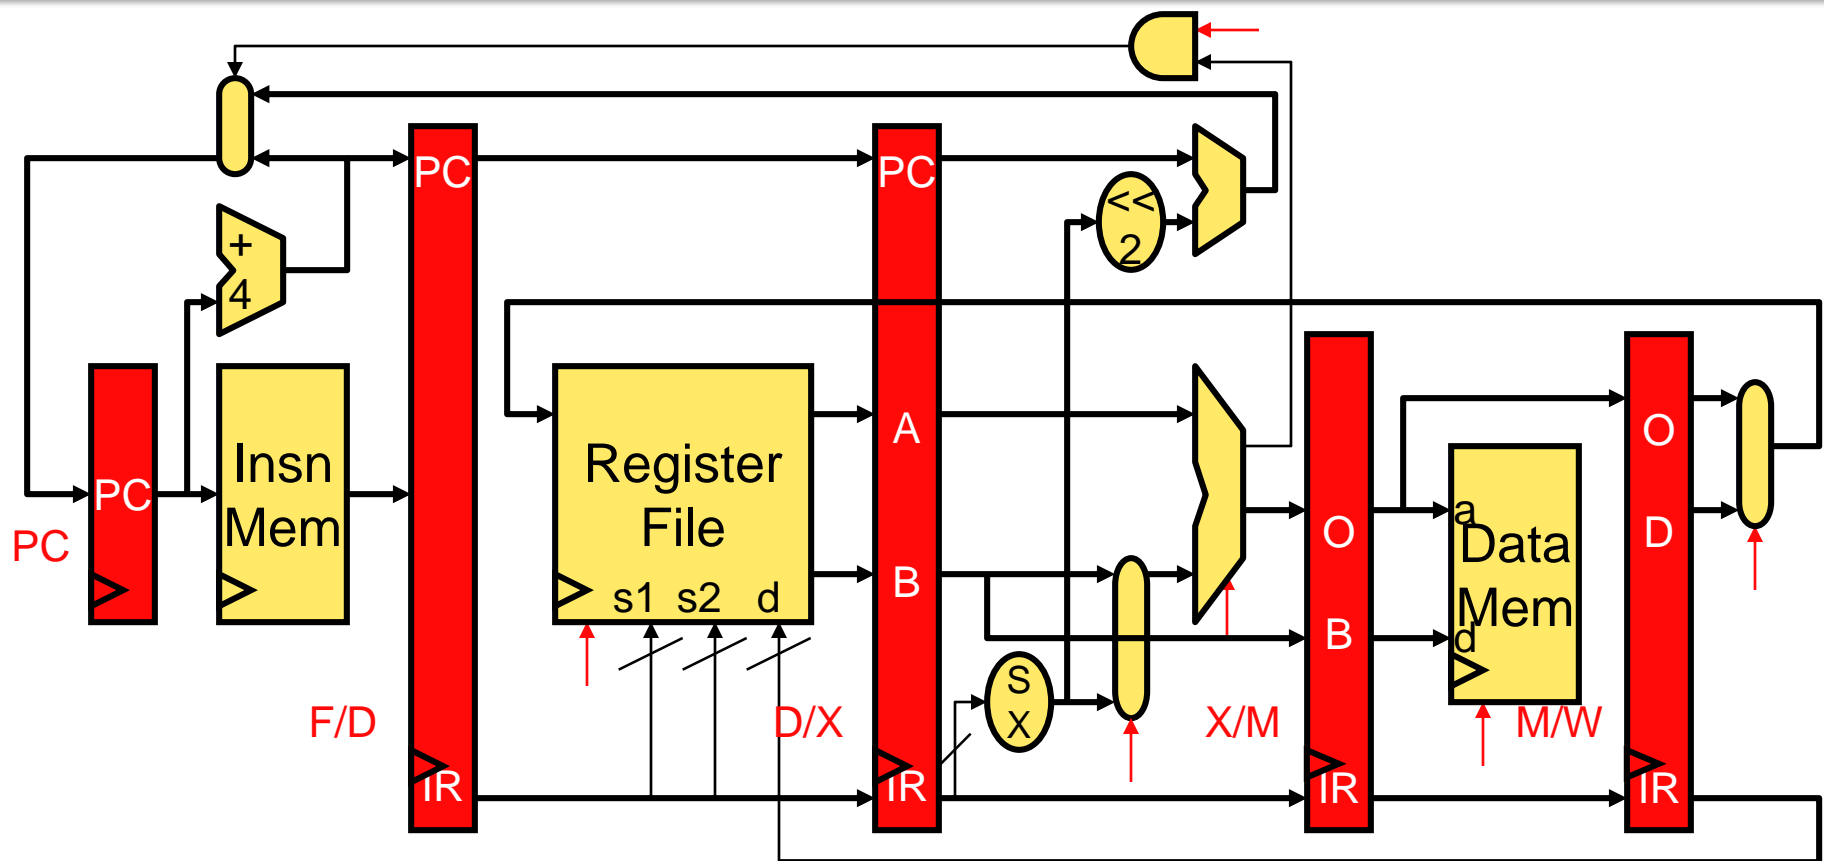 PC
PC
<<
2
+
4
A
O
Insn
Mem
Register
File
PC
a
Data
Mem
d
O
D
PC
B
B
s1 s2 d
S
X
F/D
D/X
X/M
M/W
IR
IR
IR
IR